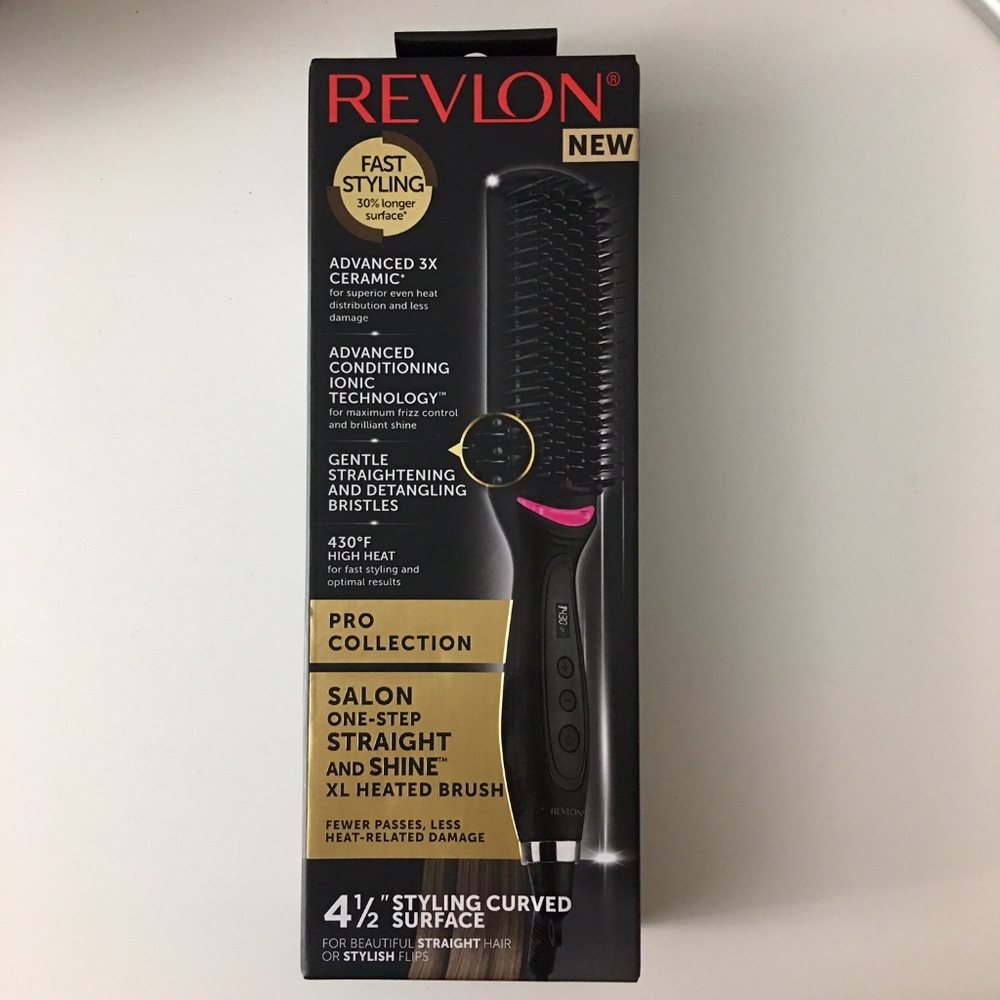 REVLON®
NEW
FAST
STYLING
30% longer
surface*
ADVANCED 3X
CERAMIC*
for superior even heat
distribution and less
damage
ADVANCED
CONDITIONING
IONIC
TECHNOLOGY™
for maximum frizz control
and brilliant shine
GENTLE
STRAIGHTENING
AND DETANGLING
BRISTLES
430°F
HIGH HEAT
for fast styling and
optimal results
430°F
PRO
COLLECTION
SALON
ONE-STEP
STRAIGHT
AND SHINE™
XL HEATED BRUSH
FEWER PASSES, LESS
HEAT-RELATED DAMAGE
REVLON
4½" STYLING CURVED
SURFACE
FOR BEAUTIFUL STRAIGHT HAIR
OR STYLISH FLIPS